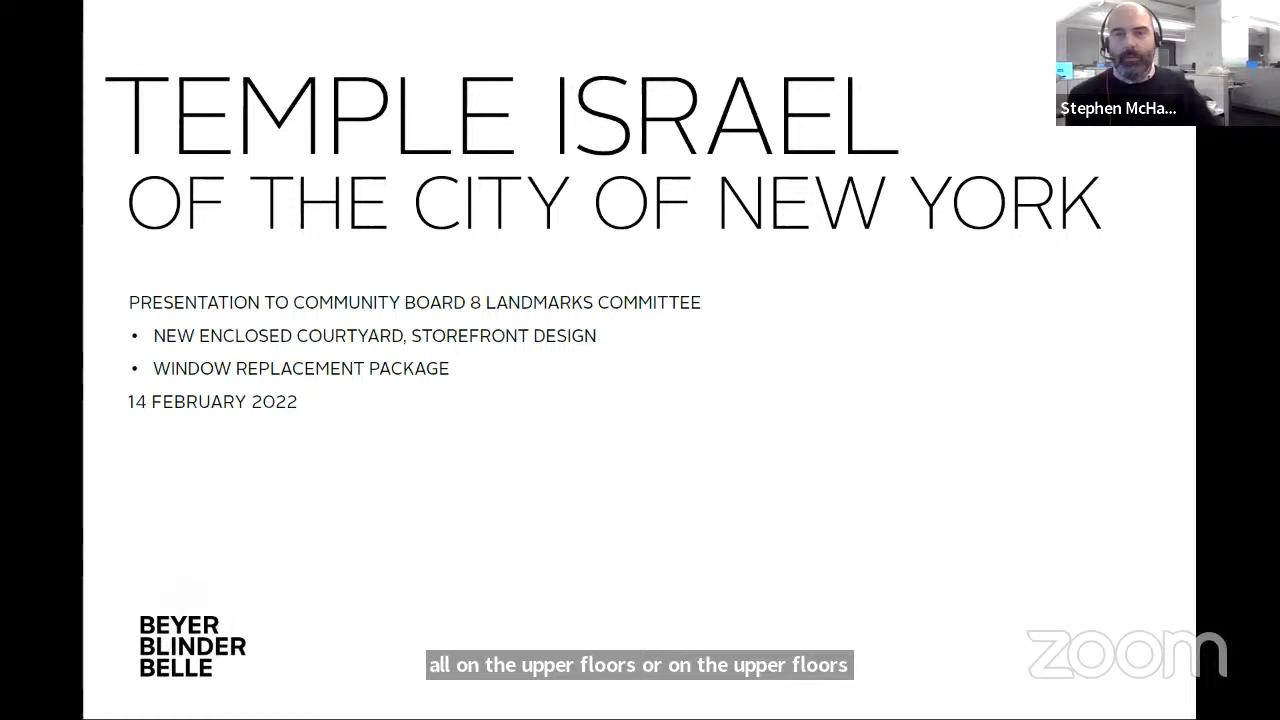 TEMPLE ISRAEL
OF THE CITY OF NEW YORK
Stephen McHa...
PRESENTATION TO COMMUNITY BOARD 8 LANDMARKS COMMITTEE
• NEW ENCLOSED COURTYARD, STOREFRONT DESIGN
• WINDOW REPLACEMENT PACKAGE
14 FEBRUARY 2022
BEYER
BLINDER
BELLE
all on the upper floors or on the upper floors
zoom